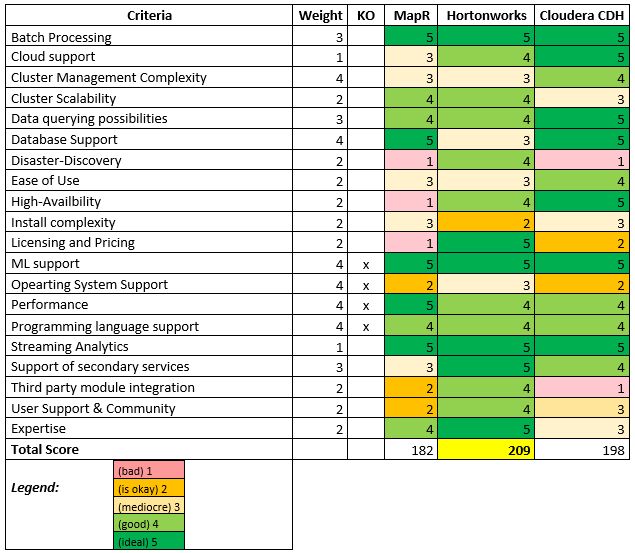 Criteria Weight KO MapR Hortonworks Cloudera CDH
Batch Processing 3 5 5 5
Cloud support 1 3 4 5
Cluster Management Complexity 4 3 3 4
Cluster Scalability 2 4 4 3
Data querying possibilities 3 4 4 5
Database Support 4 5 3 5
Disaster-Discovery 2 1 4 1
Ease of Use 2 3 3 4
High-Availbility 2 1 4 5
Install complexity 2 3 2 3
Licensing and Pricing 2 1 5 2
ML support 4 x 5 5 5
Opearting System Support 4 x 2 3 2
Performance 4 x 5 4 4
Programming language support 4 x 4 4 4
Streaming Analytics 1 5 5 5
Support of secondary services 3 3 5 4
Third party module integration 2 2 4 1
User Support & Community 2 2 4 3
Expertise 2 4 5 3
Total Score 182 209 198
Legend:
(bad) 1
(is okay) 2
(mediocre) 3
(good) 4
(ideal) 5